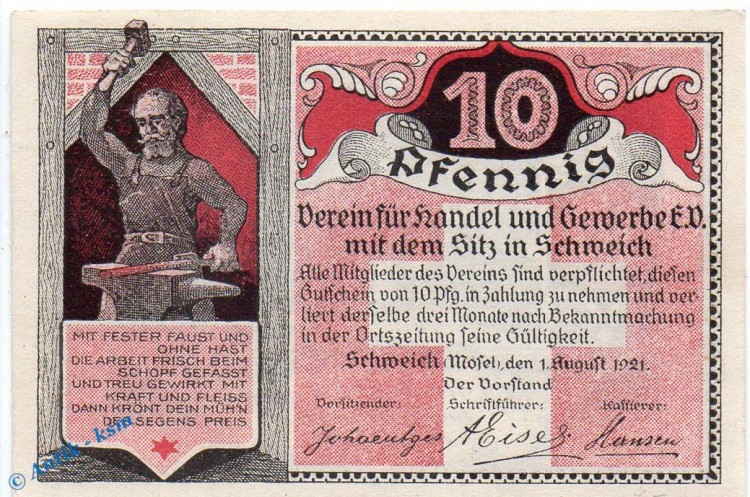 10
Pfennig
Verein für Handel und Gewerbe E.V.
mit dem Sitz in Schweich
Alle Mitglieder des Vereins sind verpflichtet, diesen
Gutschein von 10 Pfg. in Zahlung zu nehmen und ver-
liert derselbe drei Monate nach Bekanntmachung
in der Ortszeitung seine Gültigkeit.
Schweich (Mosel), den 1. August 1921.
Der Vorstand
Vorsitzender: Schriftführer: Kassierer:
Hansen
MIT FESTER FAUST UND
OHNE HAST
DIE ARBEIT FRISCH BEIM
SCHOPF GEFASST
UND TREU GEWIRKT MIT
KRAFT UND FLEISS
DANN KRÖNT DEIN MÜH'N
DES SEGENS PREIS
© Antik - ksm